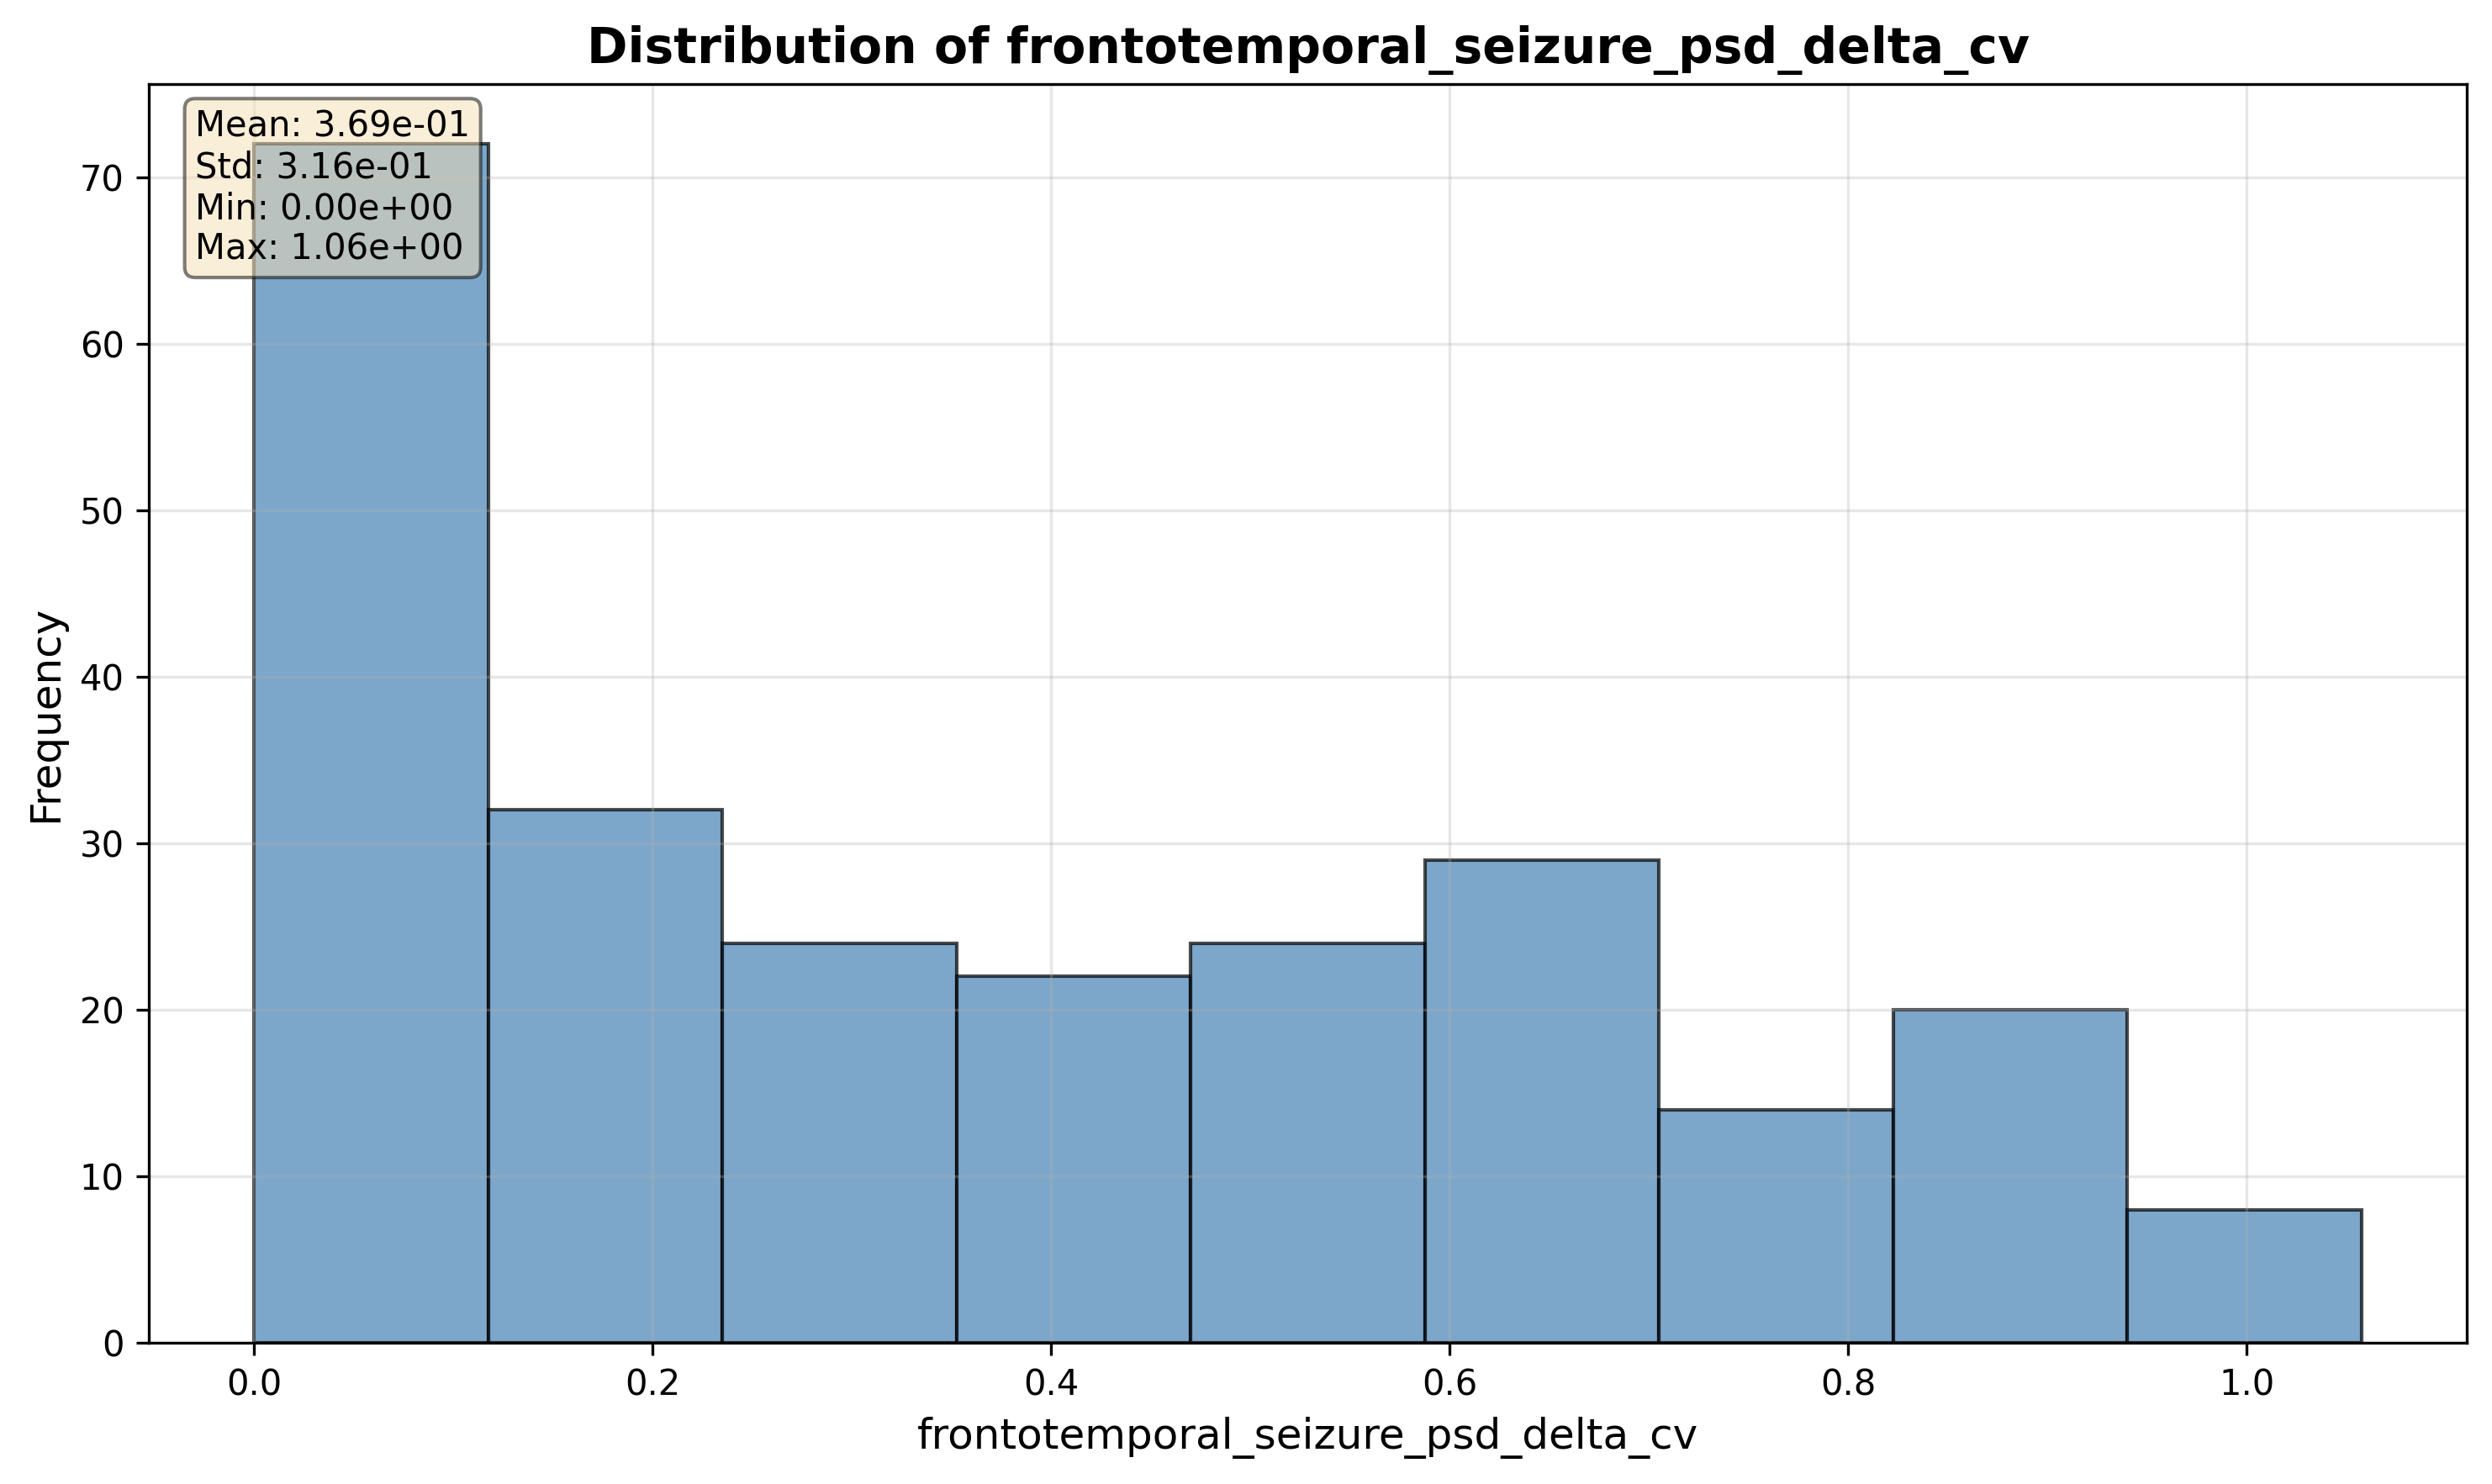 Distribution of frontotemporal_seizure_psd_delta_cv
Mean: 3.69e-01
Std: 3.16e-01
Min: 0.00e+00
Max: 1.06e+00
Frequency
70
60
50
40
30
20
10
0
0.0 0.2 0.4 0.6 0.8 1.0
frontotemporal_seizure_psd_delta_cv